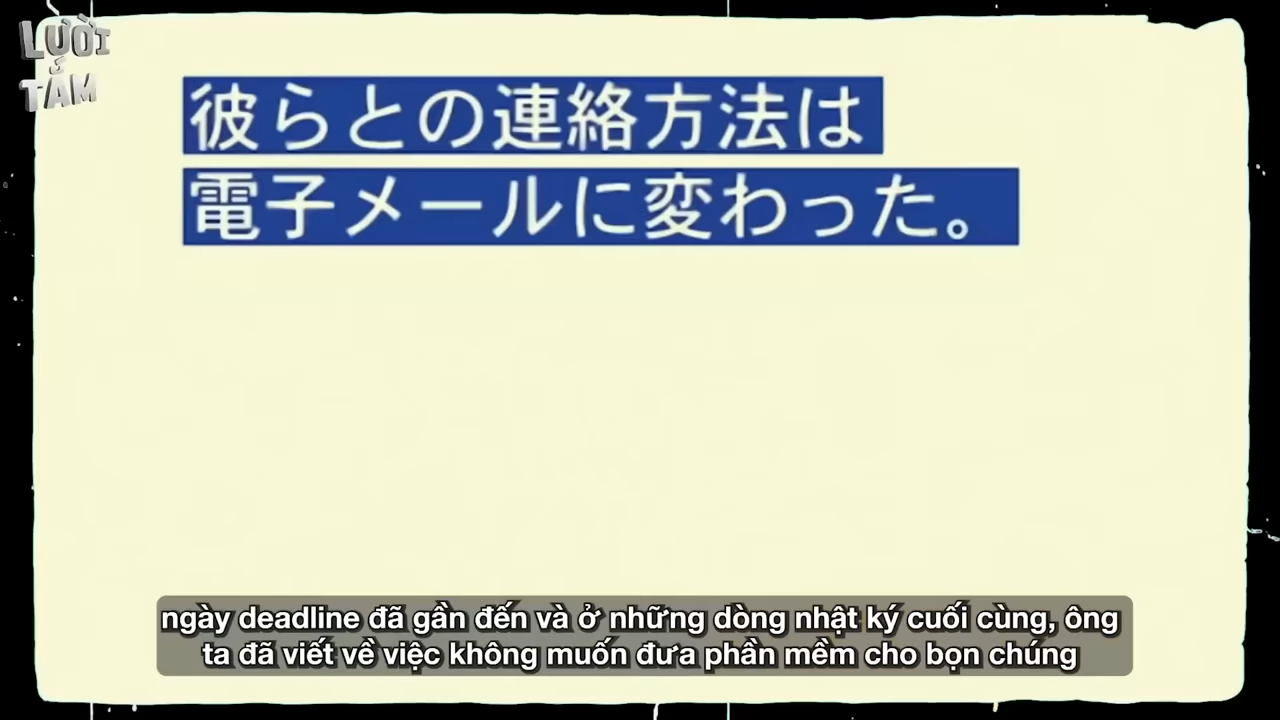 LƯỜI
TẮM
彼らとの連絡方法は
電子メールに変わった。
ngày deadline đã gần đến và ở những dòng nhật ký cuối cùng, ông
ta đã viết về việc không muốn đưa phần mềm cho bọn chúng